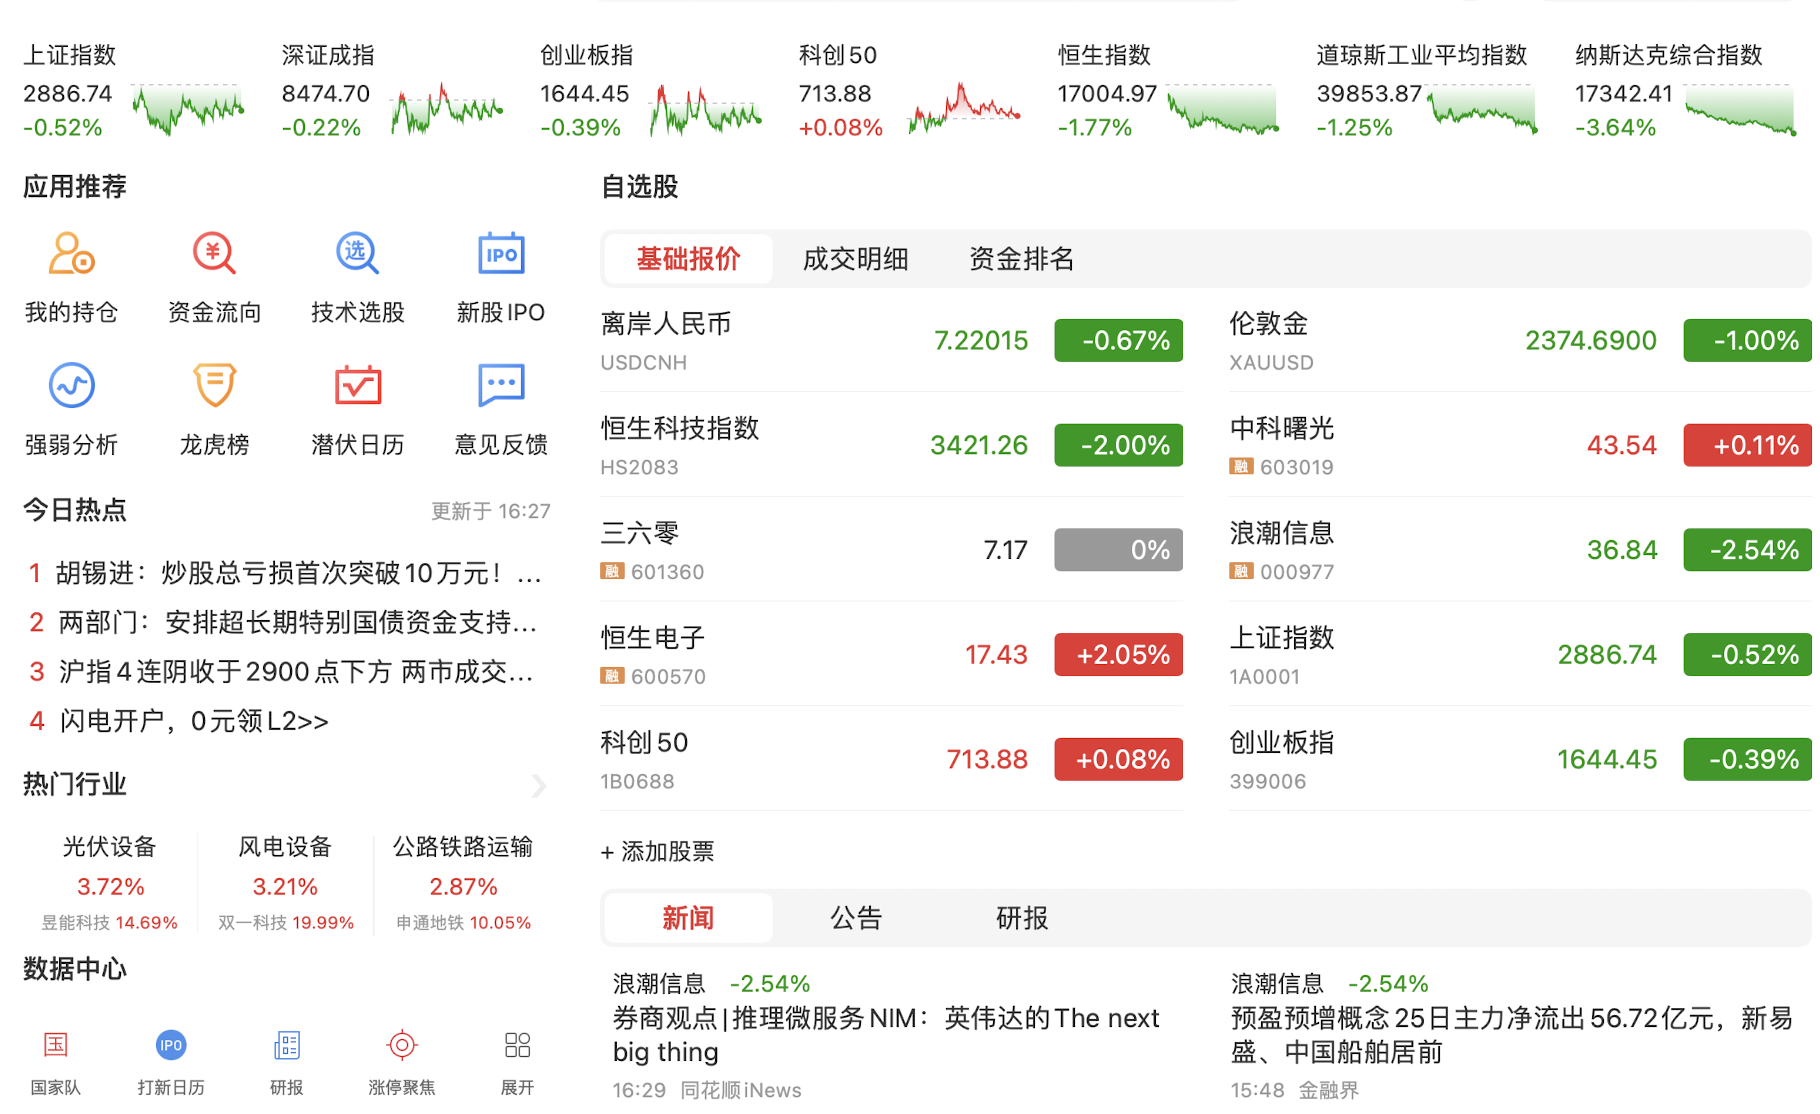 上证指数
2886.74
-0.52%
深证成指
8474.70
-0.22%
创业板指
1644.45
-0.39%
科创50
713.88
+0.08%
恒生指数
17004.97
-1.77%
道琼斯工业平均指数
39853.87
-1.25%
纳斯达克综合指数
17342.41
-3.64%
应用推荐
¥ 选 IPO
我的持仓 资金流向 技术选股 新股IPO
强弱分析 龙虎榜 潜伏日历 意见反馈
今日热点 更新于 16:27
1 胡锡进：炒股总亏损首次突破10万元！...
2 两部门：安排超长期特别国债资金支持...
3 沪指4连阴收于2900点下方 两市成交...
4 闪电开户，0元领L2>>
热门行业
光伏设备 风电设备 公路铁路运输
3.72% 3.21% 2.87%
昱能科技 14.69% 双一科技 19.99% 申通地铁 10.05%
数据中心
国 IPO
国家队 打新日历 研报 涨停聚焦 展开
自选股
基础报价 成交明细 资金排名
离岸人民币 7.22015 -0.67%
USDCNH
伦敦金 2374.6900 -1.00%
XAUUSD
恒生科技指数 3421.26 -2.00%
HS2083
中科曙光 43.54 +0.11%
融 603019
三六零 7.17 0%
融 601360
浪潮信息 36.84 -2.54%
融 000977
恒生电子 17.43 +2.05%
融 600570
上证指数 2886.74 -0.52%
1A0001
科创50 713.88 +0.08%
1B0688
创业板指 1644.45 -0.39%
399006
+ 添加股票
新闻 公告 研报
浪潮信息 -2.54%
券商观点|推理微服务NIM：英伟达的The next
big thing
16:29 同花顺iNews
浪潮信息 -2.54%
预盈预增概念25日主力净流出56.72亿元，新易
盛、中国船舶居前
15:48 金融界